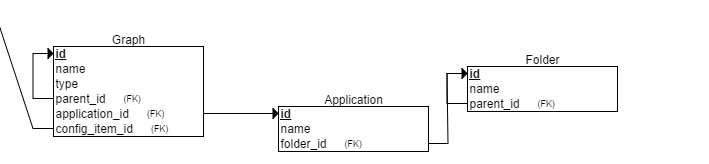 Graph
id
name
type
parent_id (FK)
application_id (FK)
config_item_id (FK)
Application
id
name
folder_id (FK)
Folder
id
name
parent_id (FK)